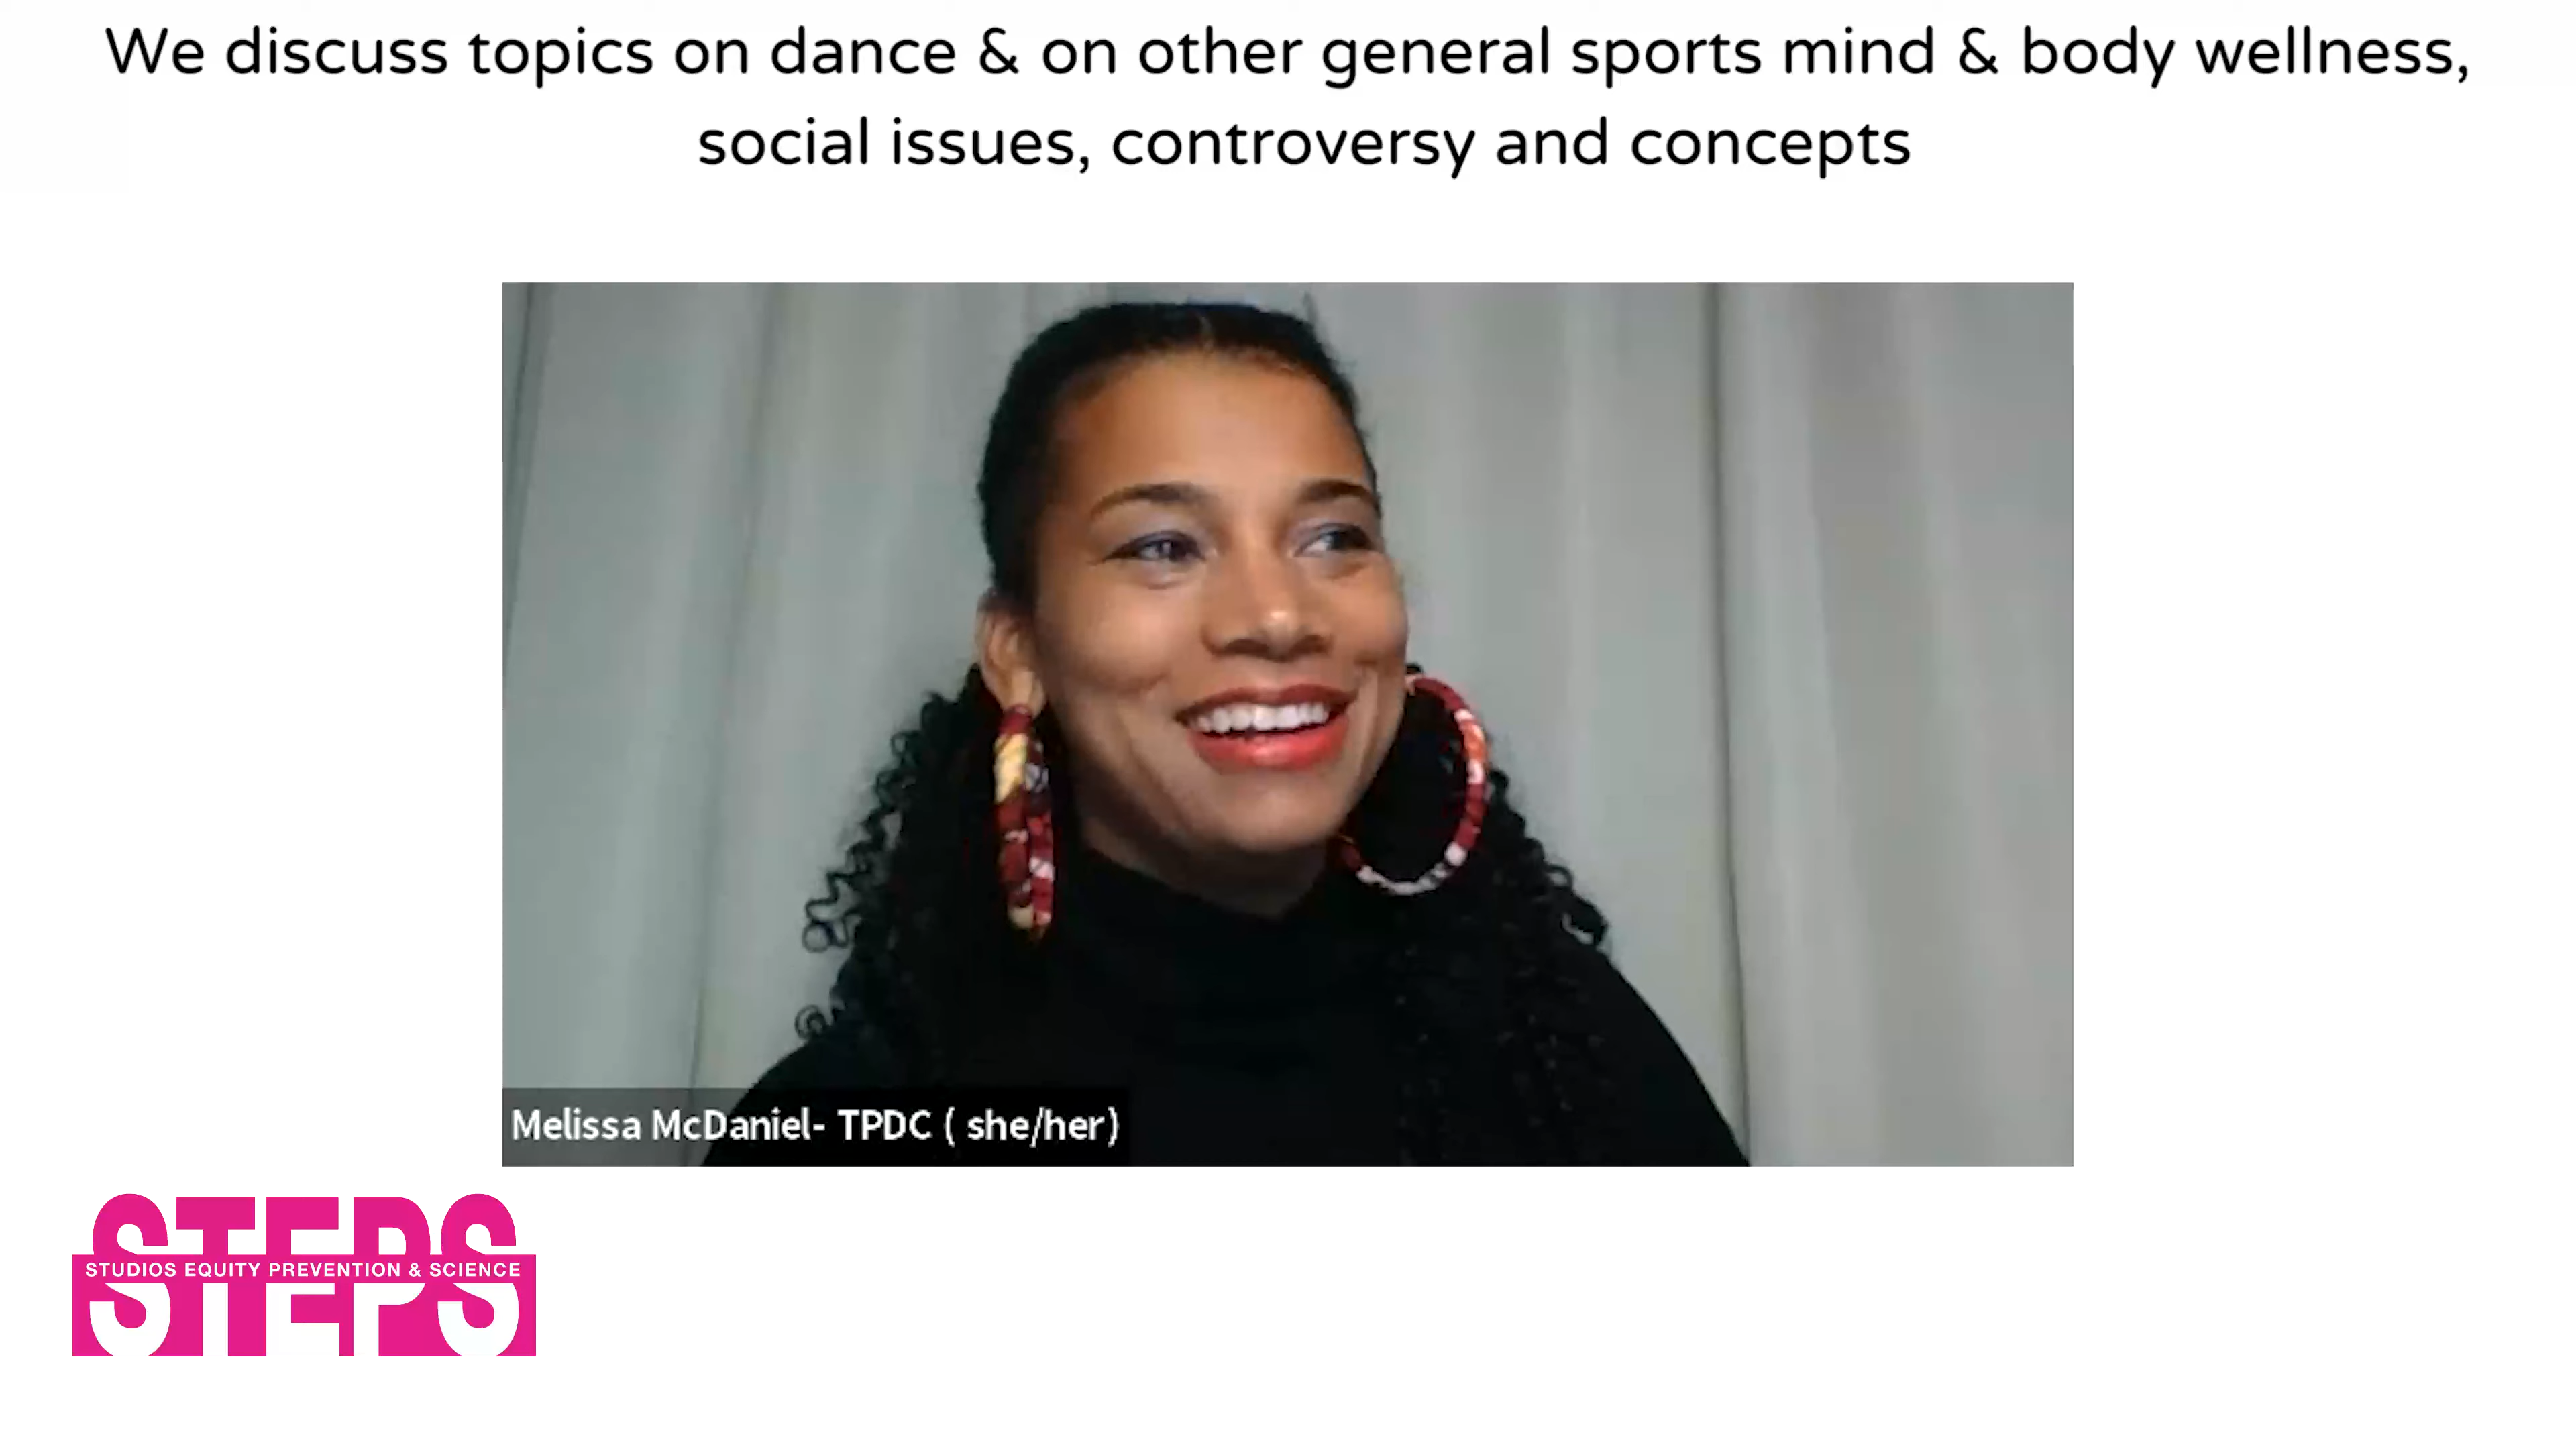 We discuss topics on dance & on other general sports mind & body wellness,
social issues, controversy and concepts
Melissa McDaniel- TPDC ( she/her)
STEPS
STUDIOS EQUITY PREVENTION & SCIENCE